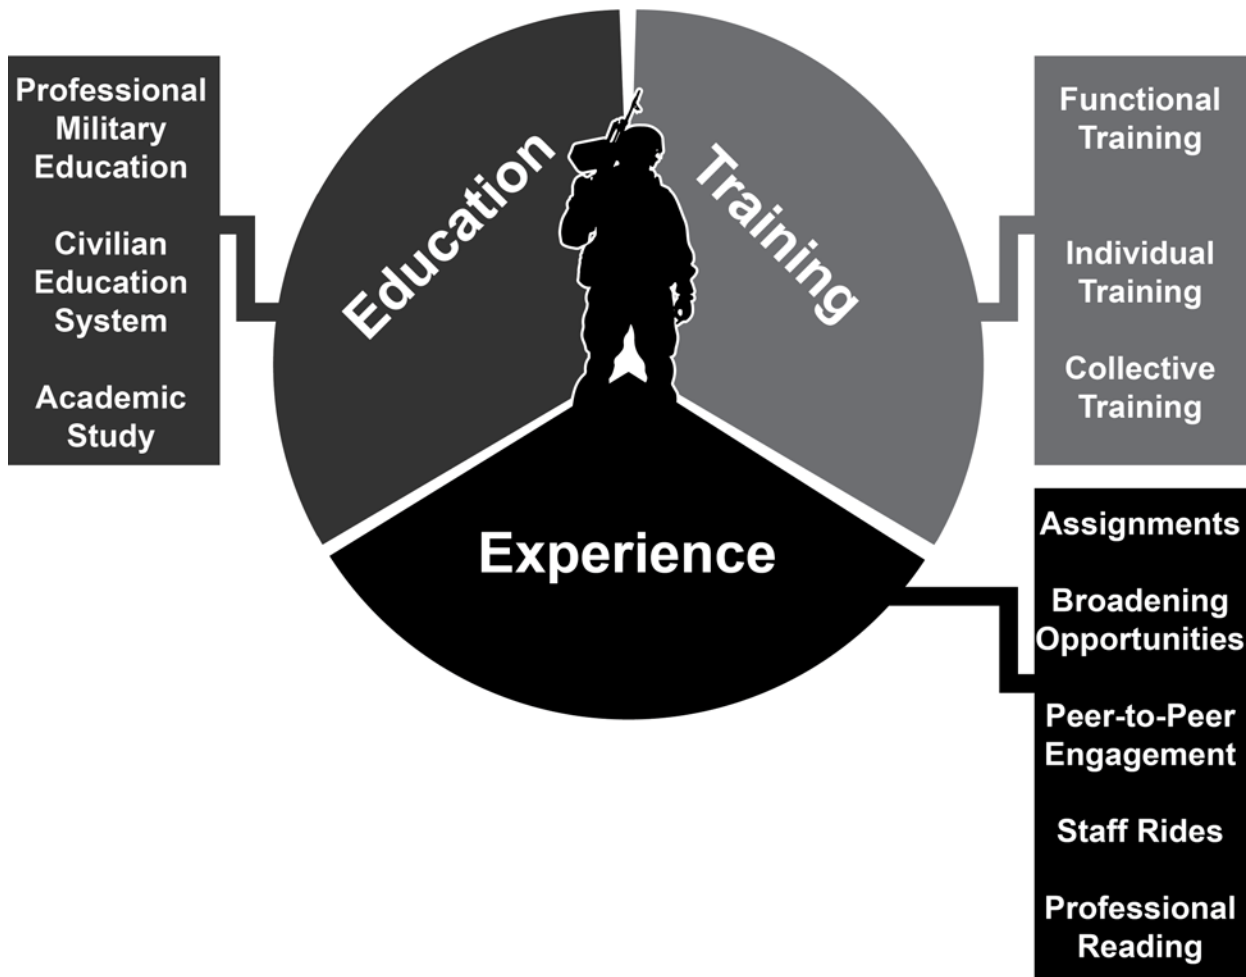 Professional
Military
Education
Civilian
Education
System
Academic
Study
Education
Training
Experience
Functional
Training
Individual
Training
Collective
Training
Assignments
Broadening
Opportunities
Peer-to-Peer
Engagement
Staff Rides
Professional
Reading